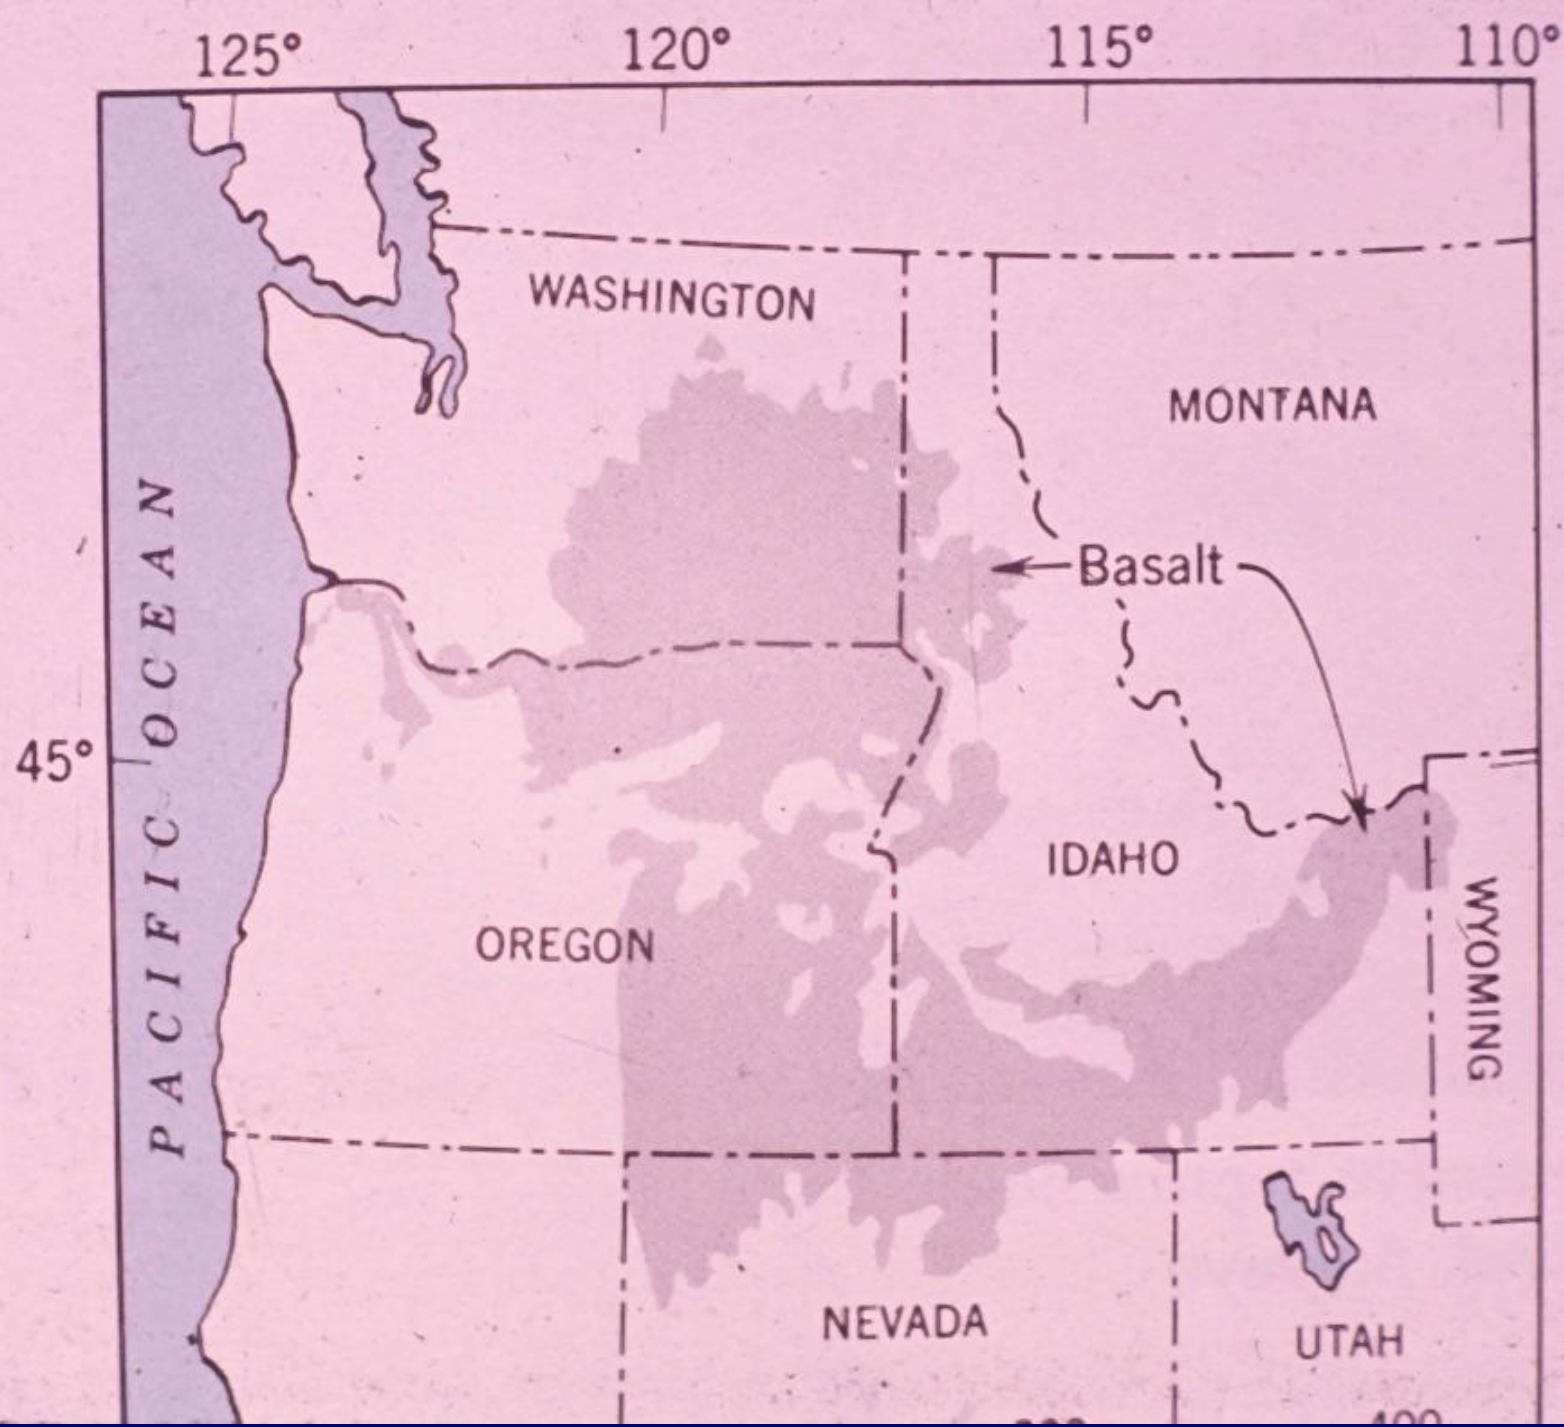 125° 120° 115° 110°
WASHINGTON
MONTANA
Basalt
PACIFIC OCEAN
45°
IDAHO
WYOMING
OREGON
NEVADA
UTAH